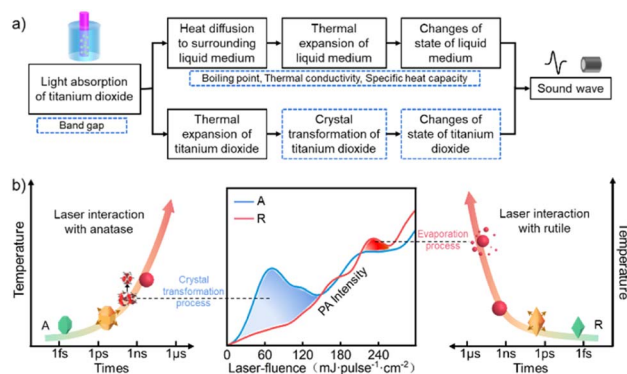 a)
Light absorption
of titanium dioxide
Band gap
Heat diffusion
to surrounding
liquid medium
Thermal
expansion of
liquid medium
Changes of
state of liquid
medium
Boiling point, Thermal conductivity, Specific heat capacity
Thermal
expansion of
titanium dioxide
Crystal
transformation of
titanium dioxide
Changes of
state of titanium
dioxide
Sound wave
b)
Temperature
Laser interaction
with anatase
A
1fs
1ps
1ns
1μs
Times
Crystal
transformation
process
A
R
PA Intensity
0
60
120
180
240
Laser-fluence (mJ·pulse⁻¹·cm⁻²)
Evaporation
process
Laser interaction
with rutile
R
1μs
1ns
1ps
1fs
Times
Temperature